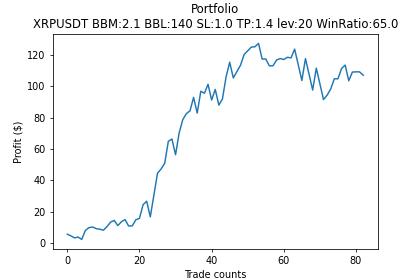 Portfolio
XRPUSDT BBM:2.1 BBL:140 SL:1.0 TP:1.4 lev:20 WinRatio:65.0
120
100
80
60
40
20
0
Profit ($)
0 20 40 60 80
Trade counts